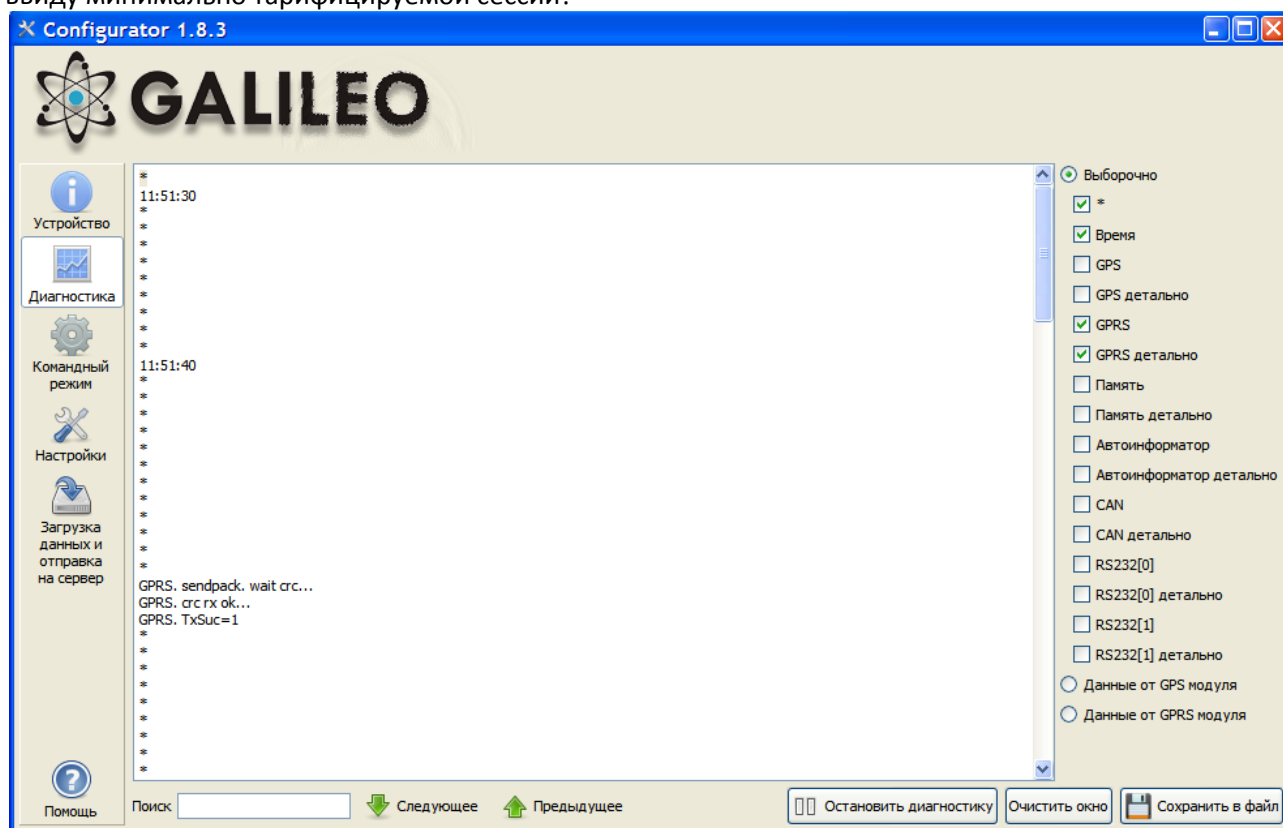 ввиду минимально тарифицируемой сессии.
Configurator 1.8.3
GALILEO
Устройство
Диагностика
Командный
режим
Настройки
Загрузка
данных и
отправка
на сервер
Помощь
*
11:51:30
*
*
*
*
*
*
*
*
*
11:51:40
*
*
*
*
*
*
*
*
*
*
*
*
GPRS. sendpack. wait crc...
GPRS. crc rx ok...
GPRS. TxSuc=1
*
*
*
*
*
*
*
*
*
Выборочно
*
Время
GPS
GPS детально
GPRS
GPRS детально
Память
Память детально
Автоинформатор
Автоинформатор детально
CAN
CAN детально
RS232[0]
RS232[0] детально
RS232[1]
RS232[1] детально
Данные от GPS модуля
Данные от GPRS модуля
Поиск
Следующее
Предыдущее
Остановить диагностику
Очистить окно
Сохранить в файл